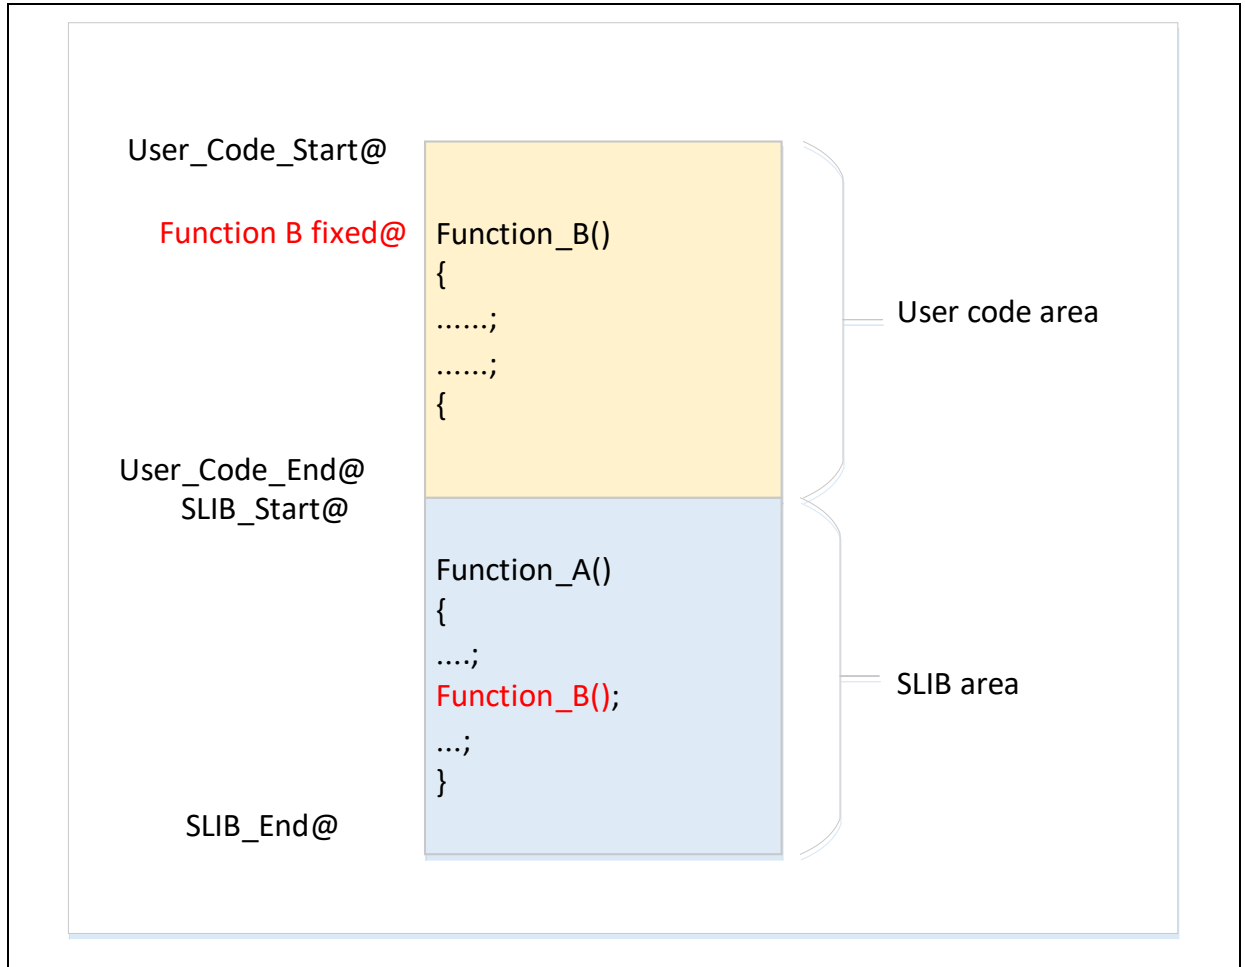 User_Code_Start@
Function B fixed@
Function_B()
{
......;
......;
{
User code area
User_Code_End@
SLIB_Start@
Function_A()
{
....;
Function_B();
...;
}
SLIB area
SLIB_End@